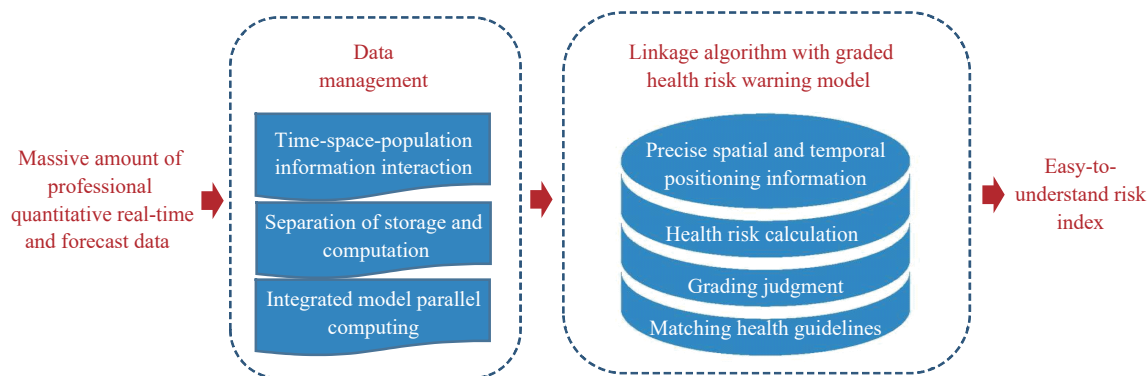 Massive amount of
professional
quantitative real-time
and forecast data
Data
management
Time-space-population
information interaction
Separation of storage and
computation
Integrated model parallel
computing
Linkage algorithm with graded
health risk warning model
Precise spatial and temporal
positioning information
Health risk calculation
Grading judgment
Matching health guidelines
Easy-to-
understand risk
index